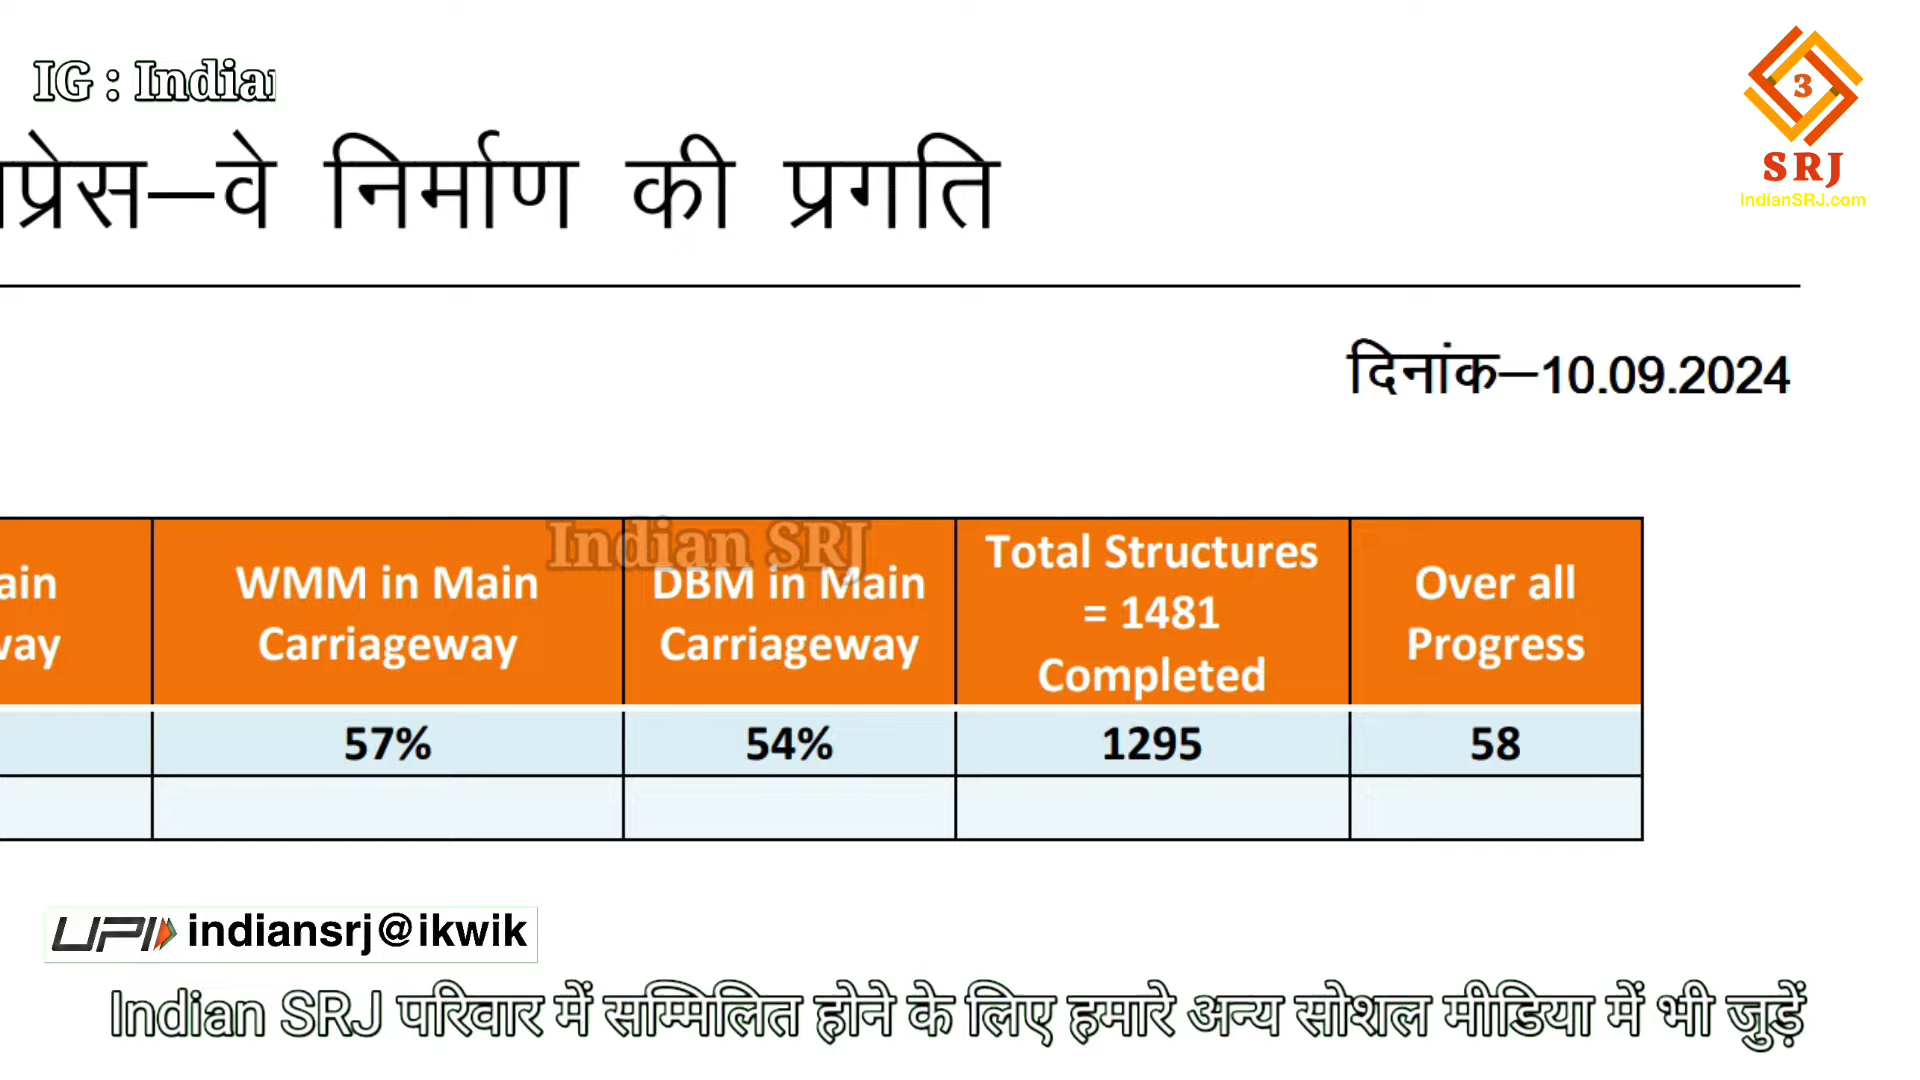 IG : Indian
3
SRJ
IndianSRJ.com
प्रेस–वे निर्माण की प्रगति
दिनांक–10.09.2024
Indian SRJ
ain
way
WMM in Main
Carriageway
DBM in Main
Carriageway
Total Structures
= 1481
Completed
Over all
Progress
57%
54%
1295
58
UPI indiansrj@ikwik
Indian SRJ परिवार में सम्मिलित होने के लिए हमारे अन्य सोशल मीडिया में भी जुड़ें